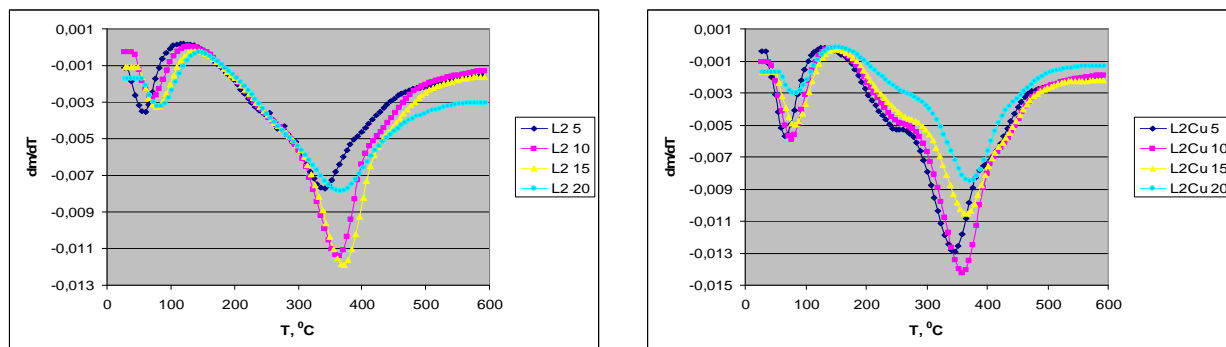 0,001
-0,001
-0,003
-0,005
-0,007
-0,009
-0,011
-0,013
dm/dT
0 100 200 300 400 500 600
T, ⁰C
L2 5
L2 10
L2 15
L2 20
0,001
-0,001
-0,003
-0,005
-0,007
-0,009
-0,011
-0,013
-0,015
dm/dT
0 100 200 300 400 500 600
T, ⁰C
L2Cu 5
L2Cu 10
L2Cu 15
L2Cu 20